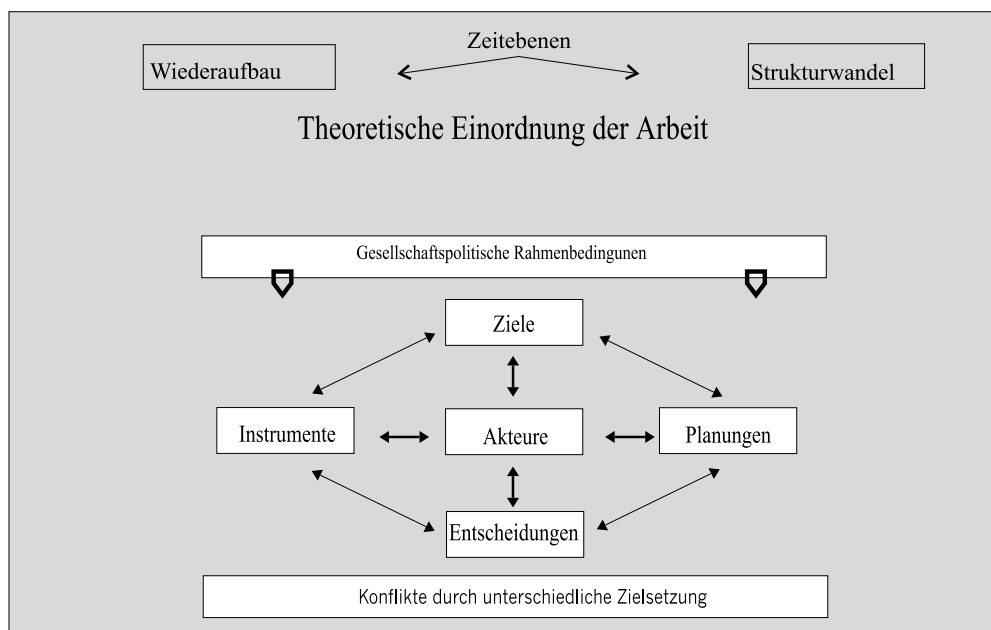 Zeitebenen
Wiederaufbau
Strukturwandel
Theoretische Einordnung der Arbeit
Gesellschaftspolitische Rahmenbedingunen
Ziele
Instrumente
Akteure
Planungen
Entscheidungen
Konflikte durch unterschiedliche Zielsetzung